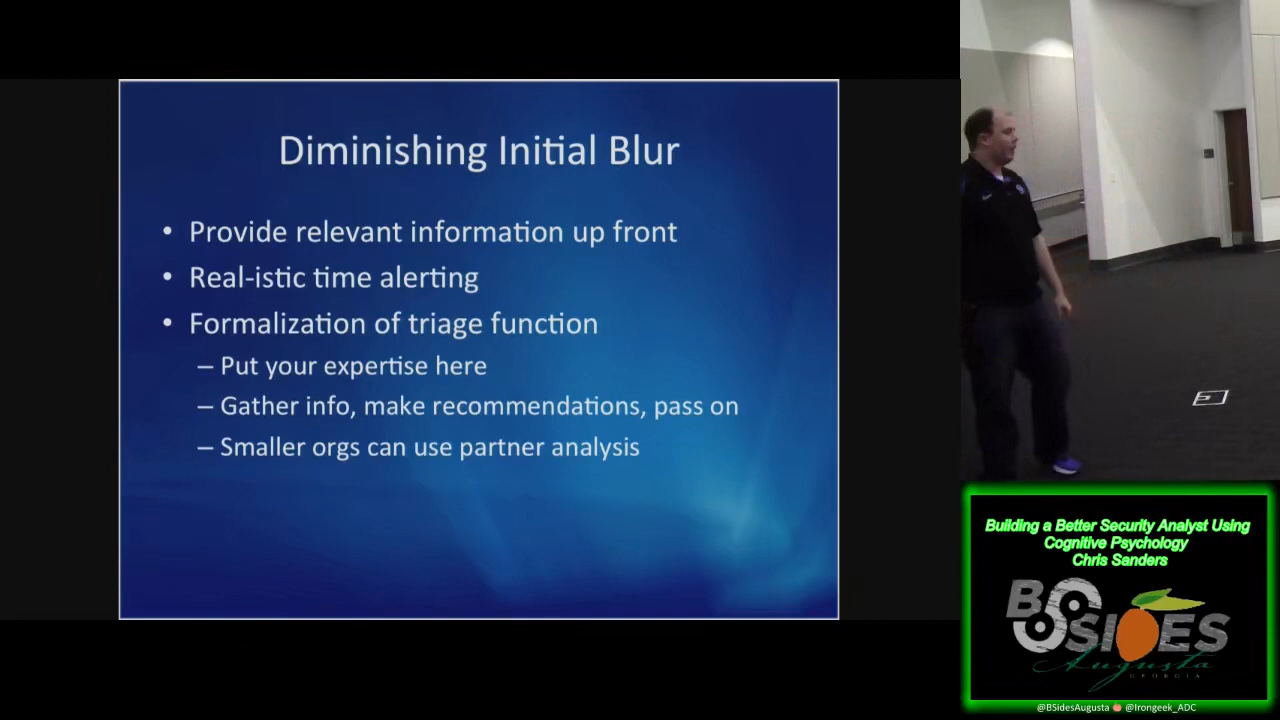 Diminishing Initial Blur
• Provide relevant information up front
• Real-istic time alerting
• Formalization of triage function
– Put your expertise here
– Gather info, make recommendations, pass on
– Smaller orgs can use partner analysis
Building a Better Security Analyst Using
Cognitive Psychology
Chris Sanders
BSIDES
Augusta
GEORGIA
@BSidesAugusta @Irongeek_ADC